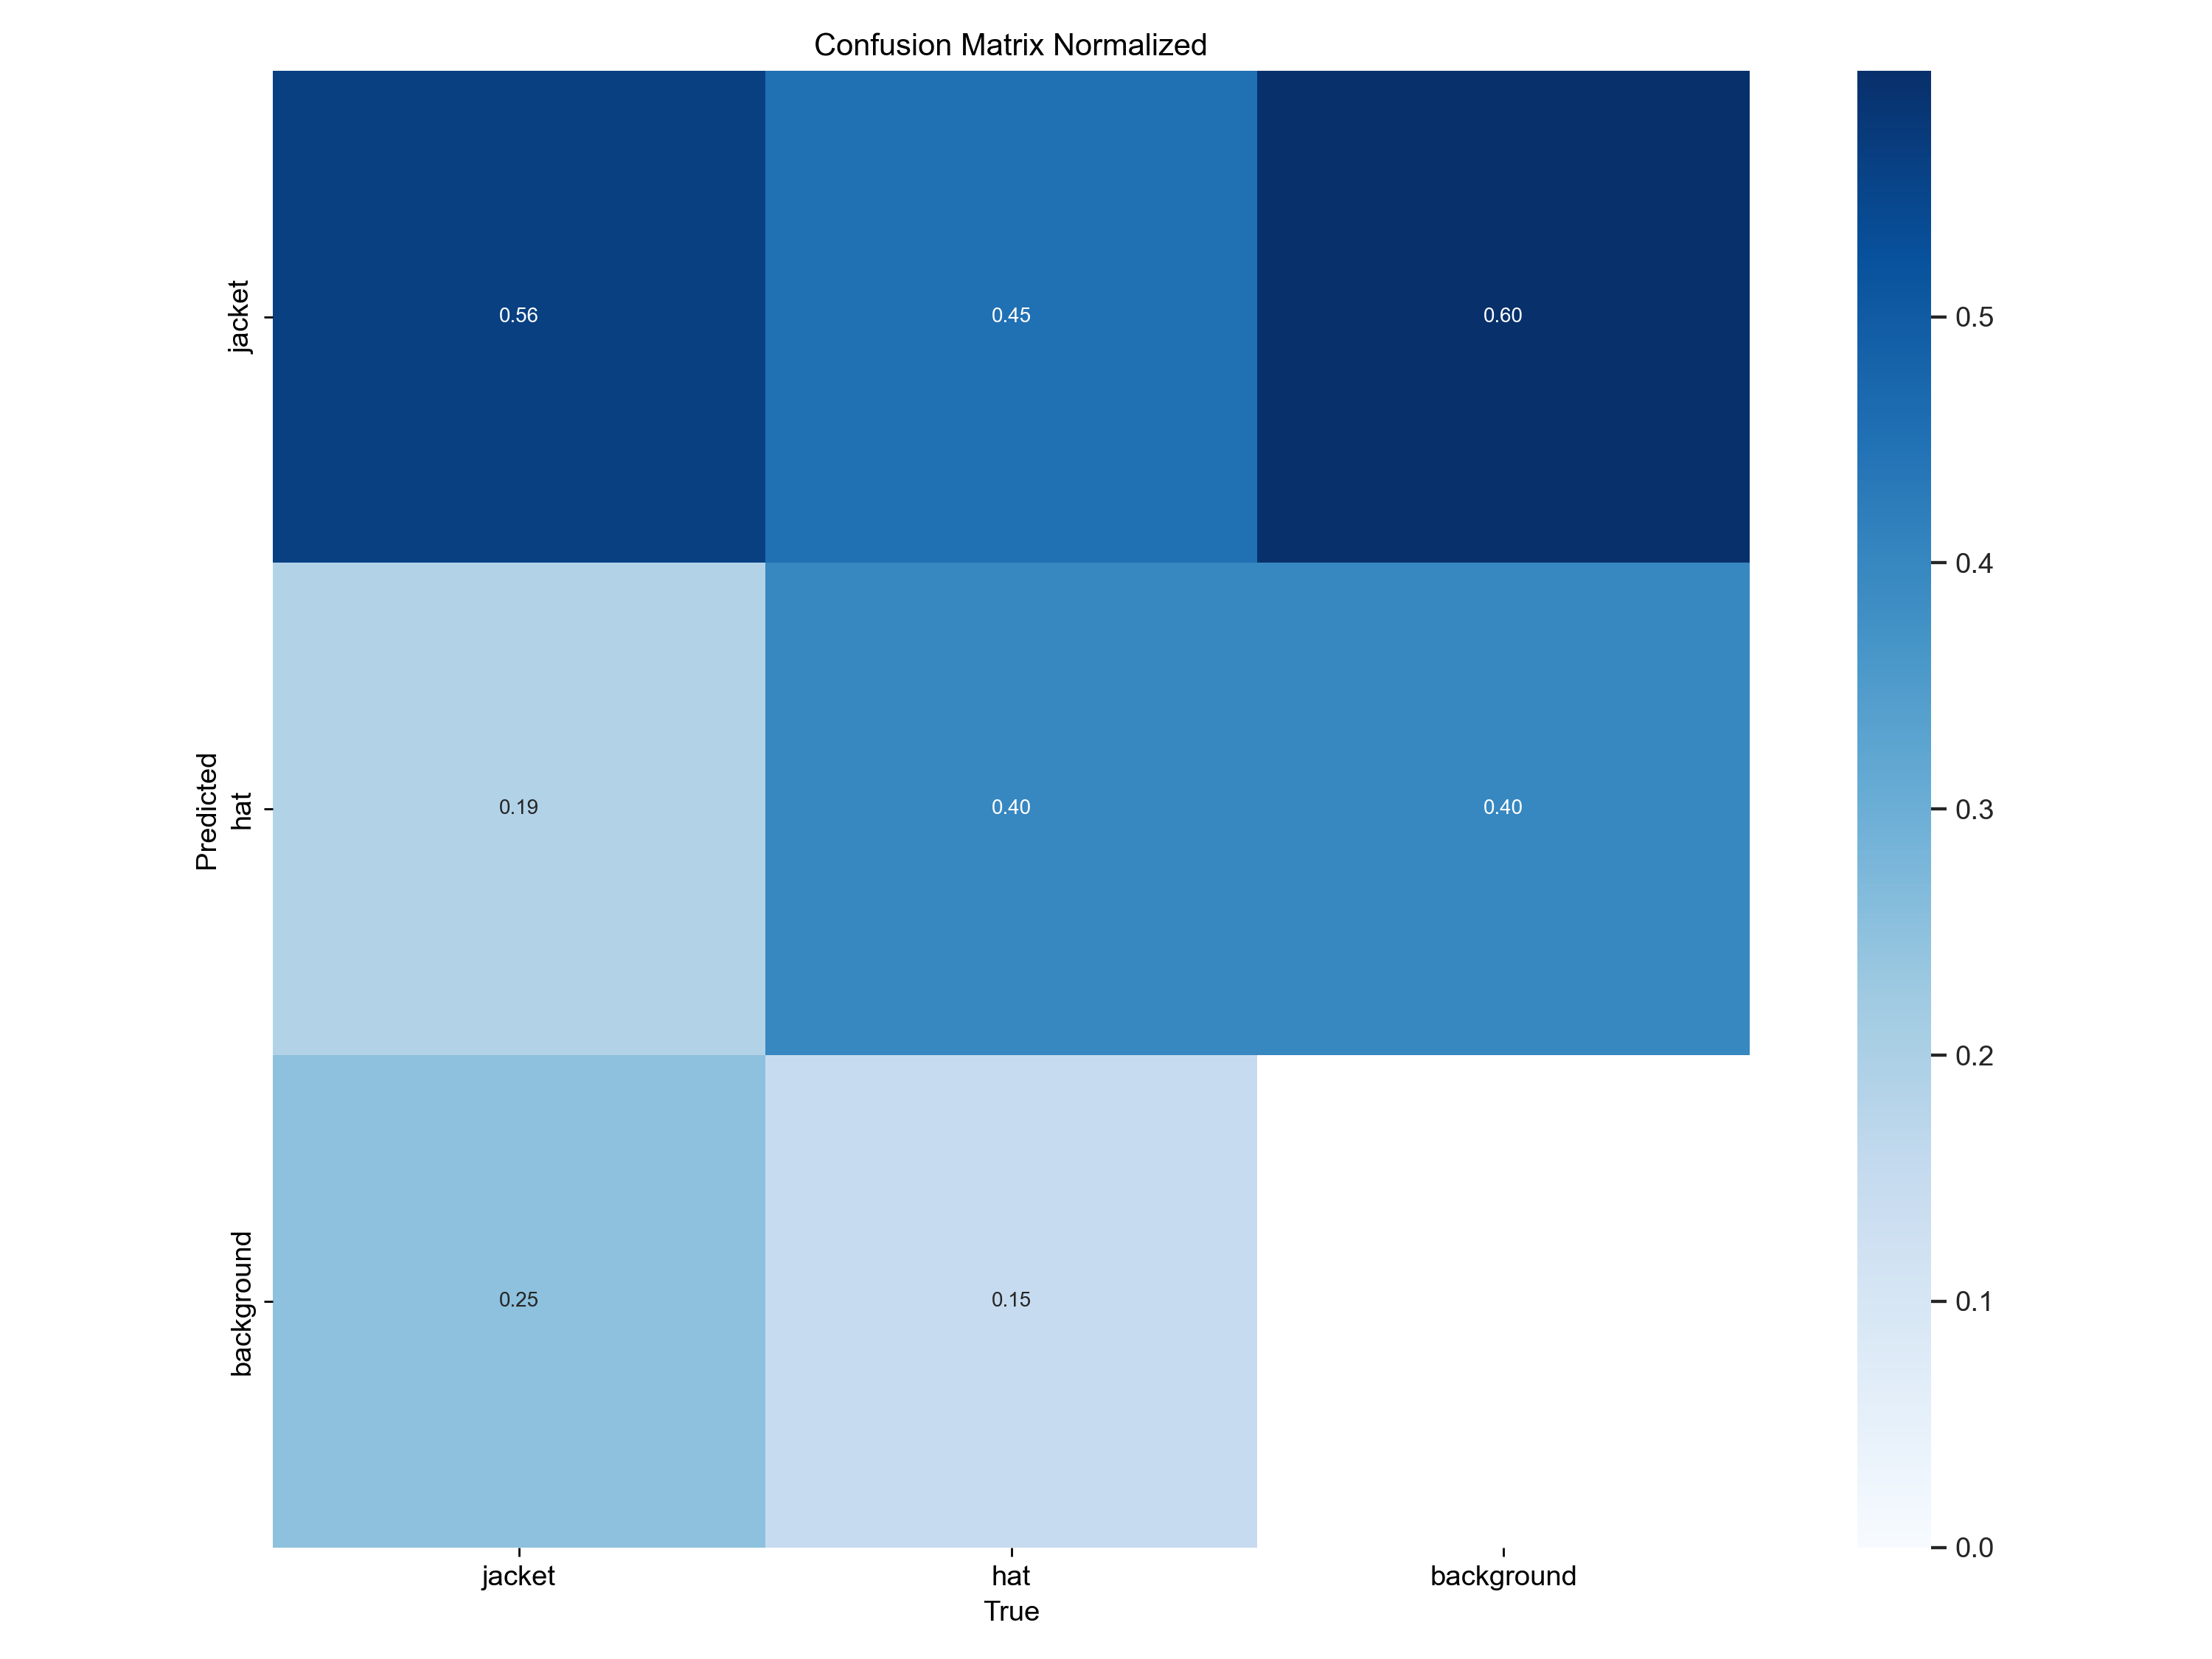 Confusion Matrix Normalized
jacket
0.56
0.45
0.60
0.5
0.4
Predicted
hat
0.19
0.40
0.40
0.3
0.2
background
0.25
0.15
0.1
0.0
jacket
hat
background
True